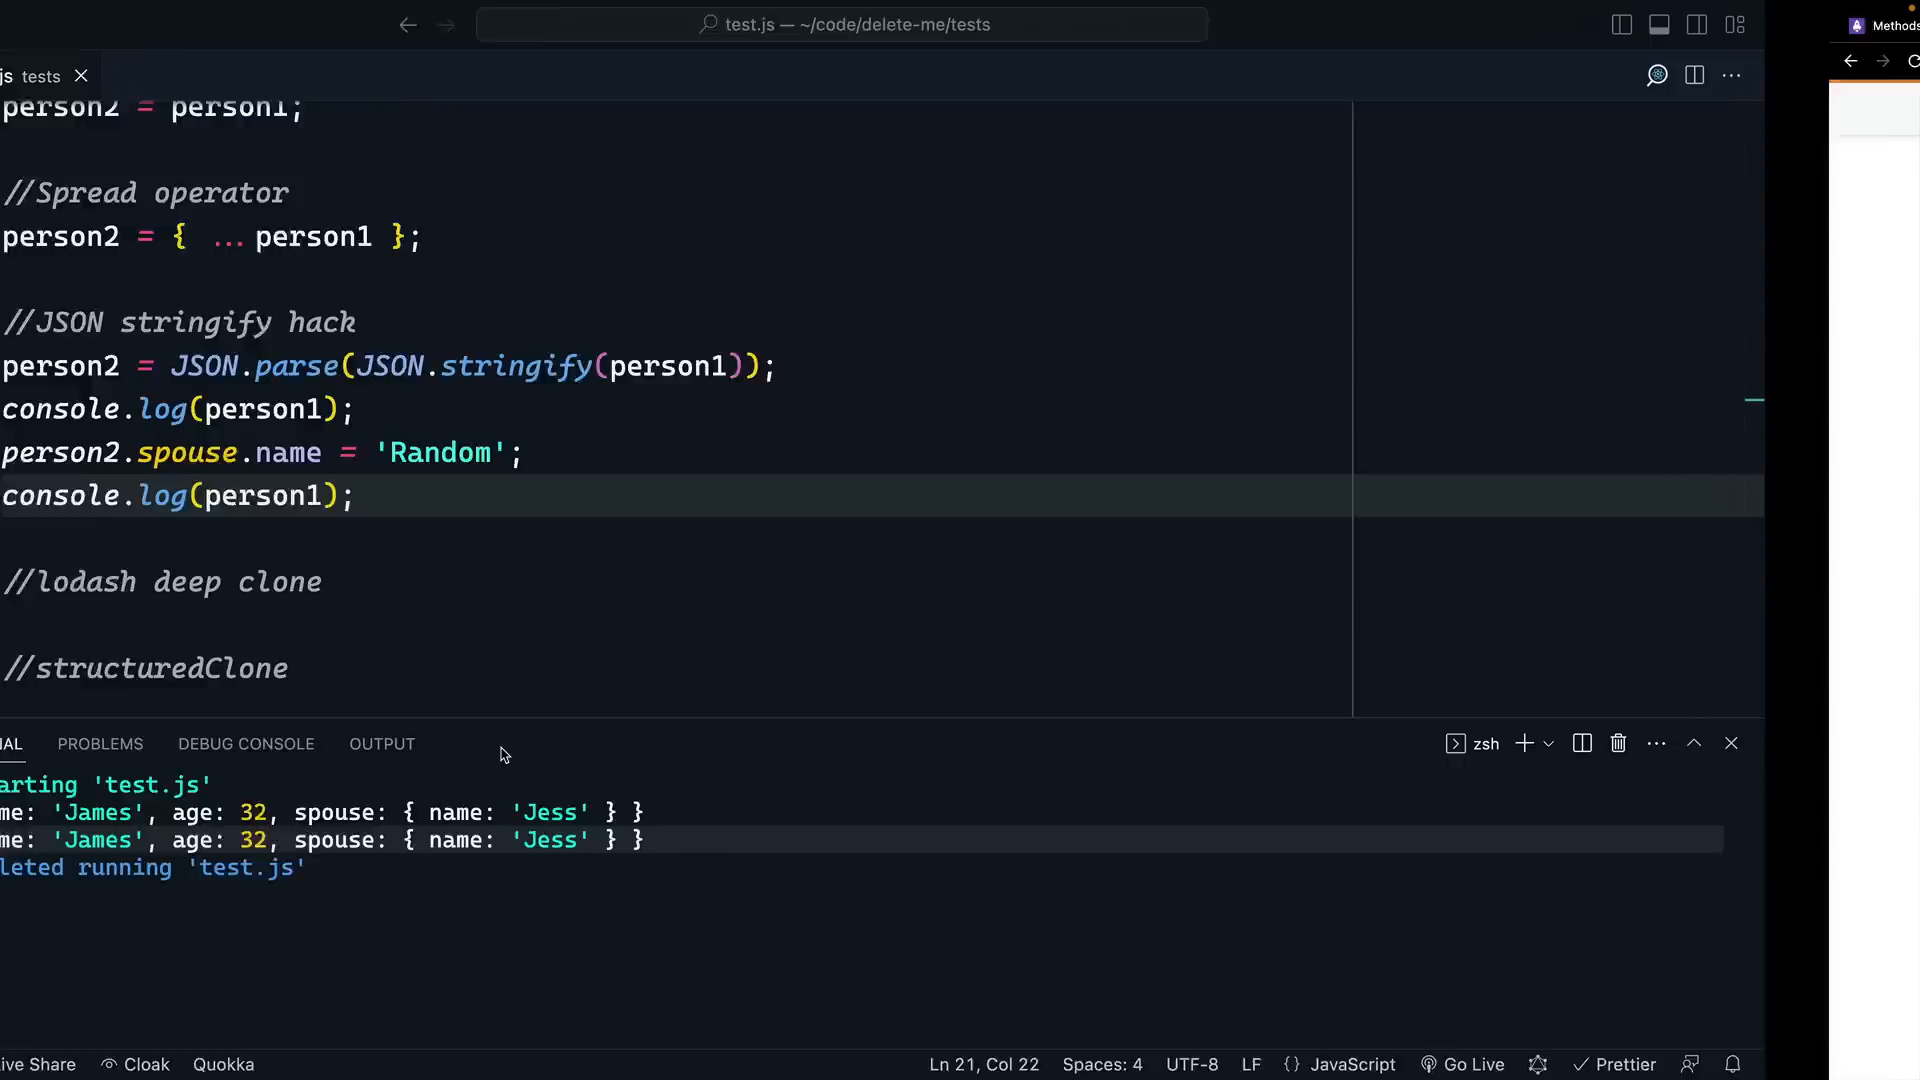 test.js — ~/code/delete-me/tests
js tests
Methods
person2 = person1;
//Spread operator
person2 = { ...person1 };
//JSON stringify hack
person2 = JSON.parse(JSON.stringify(person1));
console.log(person1);
person2.spouse.name = 'Random';
console.log(person1);
//lodash deep clone
//structuredClone
NAL PROBLEMS DEBUG CONSOLE OUTPUT zsh
arting 'test.js'
me: 'James', age: 32, spouse: { name: 'Jess' } }
me: 'James', age: 32, spouse: { name: 'Jess' } }
leted running 'test.js'
ive Share Cloak Quokka Ln 21, Col 22 Spaces: 4 UTF-8 LF {} JavaScript Go Live Prettier